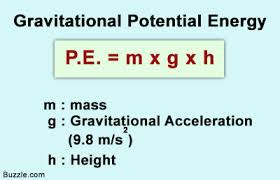 Gravitational Potential Energy
P.E. = m x g x h
m : mass
g : Gravitational Acceleration
(9.8 m/s²)
h : Height
Buzzle.com